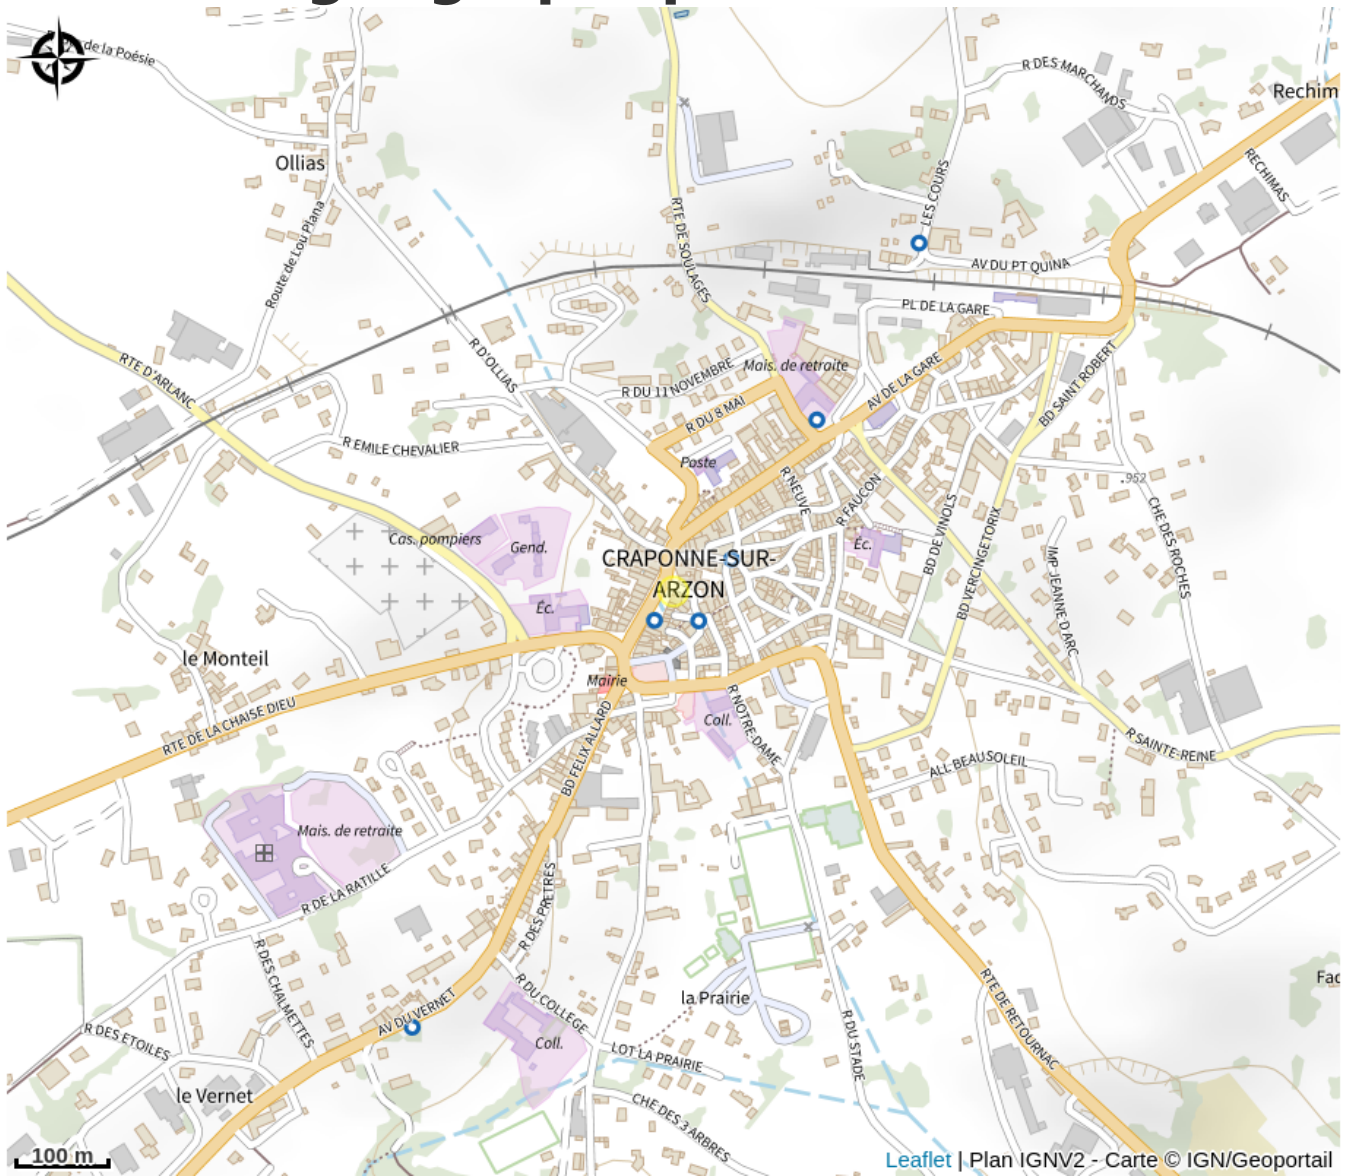 de la Poésie
R DES MARCHANDS
Rechim
Ollias
RECHIMAS
LES COURS
Route de Lou Piana
RTE DE SOULAGES
AV DU PT QUINA
PL DE LA GARE
RTE D'ARLANC
R D'OLLIAS
Mais. de retraite
R DU 11 NOVEMBRE
AV DE LA GARE
BD SAINT ROBERT
R DU 8 MAI
R EMILE CHEVALIER
Poste
R NEUVE
R FAUCON
.952
BD DE VINOLS
BD VERCINGETORIX
CHE DES ROCHES
Cas. pompiers
Gend.
Éc.
CRAPONNE-SUR-
ARZON
IMP JEANNE D ARC
Éc.
le Monteil
Mairie
RTE DE LA CHAISE DIEU
Coll.
R NOTRE-DAME
BD FELIX ALLARD
R SAINTE-REINE
ALL BEAUSOLEIL
Mais. de retraite
R DE LA RATILLE
R DES PRETRES
R DES CHALMETTES
R DU COLLEGE
la Prairie
Fac
AV DU VERNET
RTE DE RETOURNAC
R DES ETOILES
Coll.
LOT LA PRAIRIE
R DU STADE
le Vernet
CHE DES 3 ARBRES
100 m
Leaflet | Plan IGNV2 - Carte © IGN/Geoportail